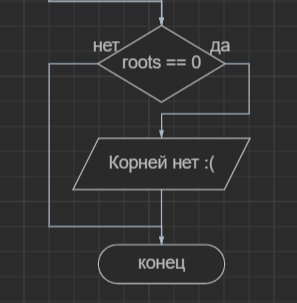 нет да
roots == 0
Корней нет :(
конец